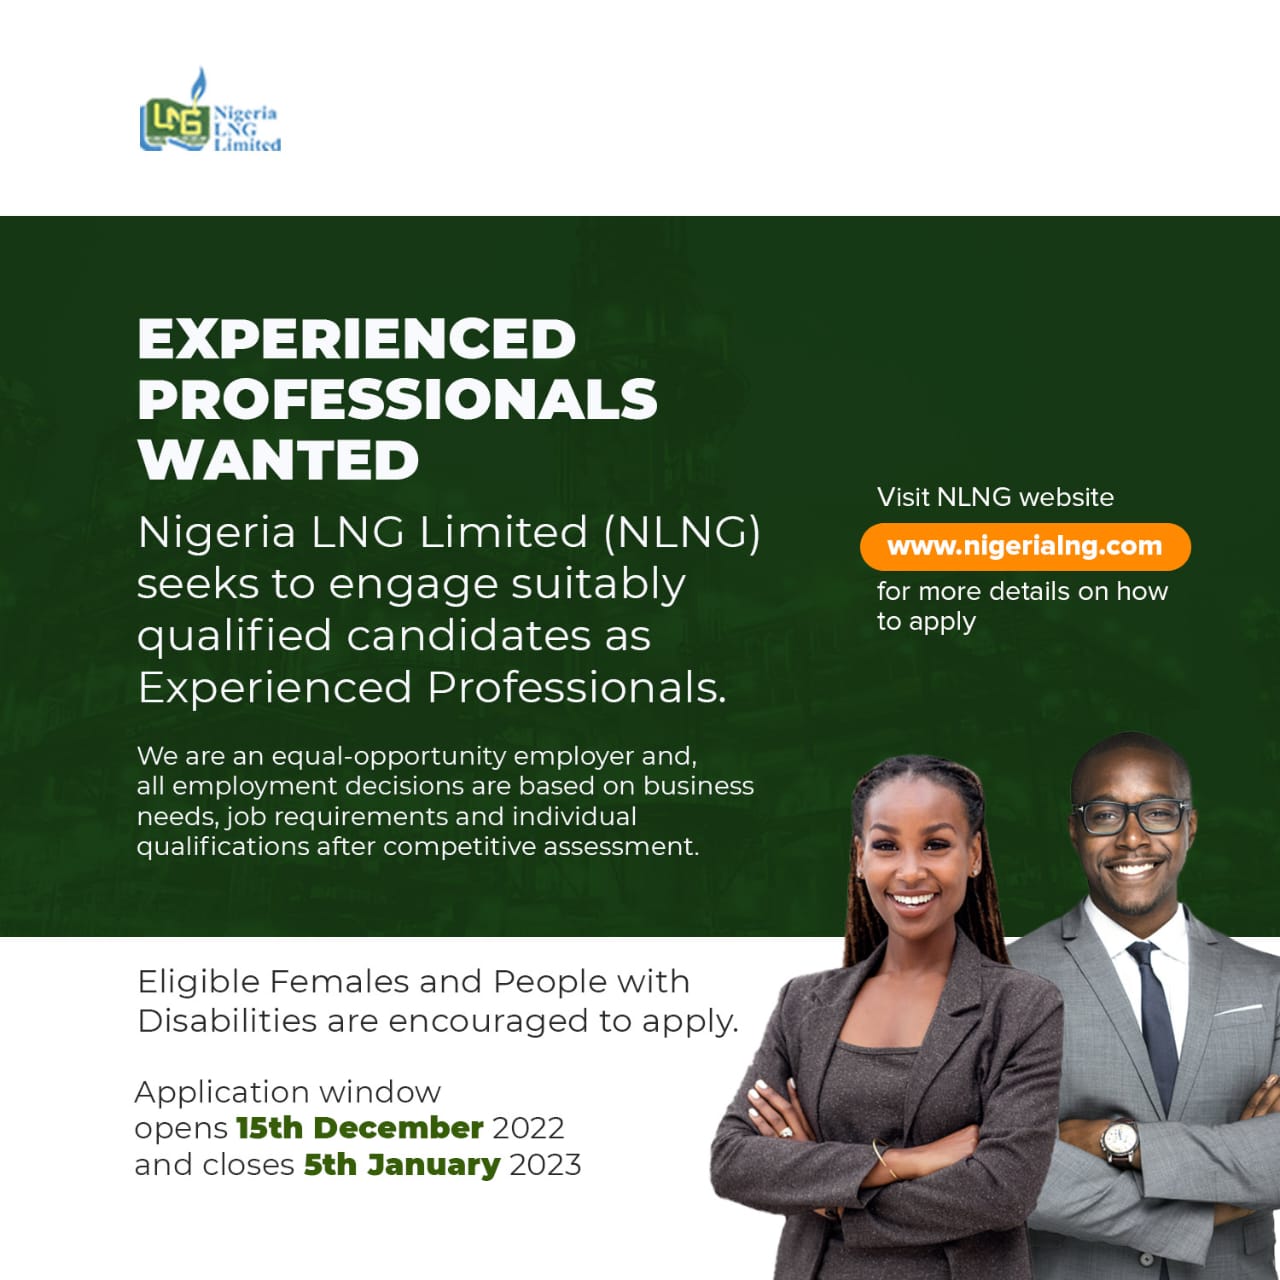 LNG
Nigeria
LNG
Limited
EXPERIENCED
PROFESSIONALS
WANTED
Nigeria LNG Limited (NLNG)
seeks to engage suitably
qualified candidates as
Experienced Professionals.
We are an equal-opportunity employer and,
all employment decisions are based on business
needs, job requirements and individual
qualifications after competitive assessment.
Visit NLNG website
www.nigerialng.com
for more details on how
to apply
Eligible Females and People with
Disabilities are encouraged to apply.
Application window
opens 15th December 2022
and closes 5th January 2023